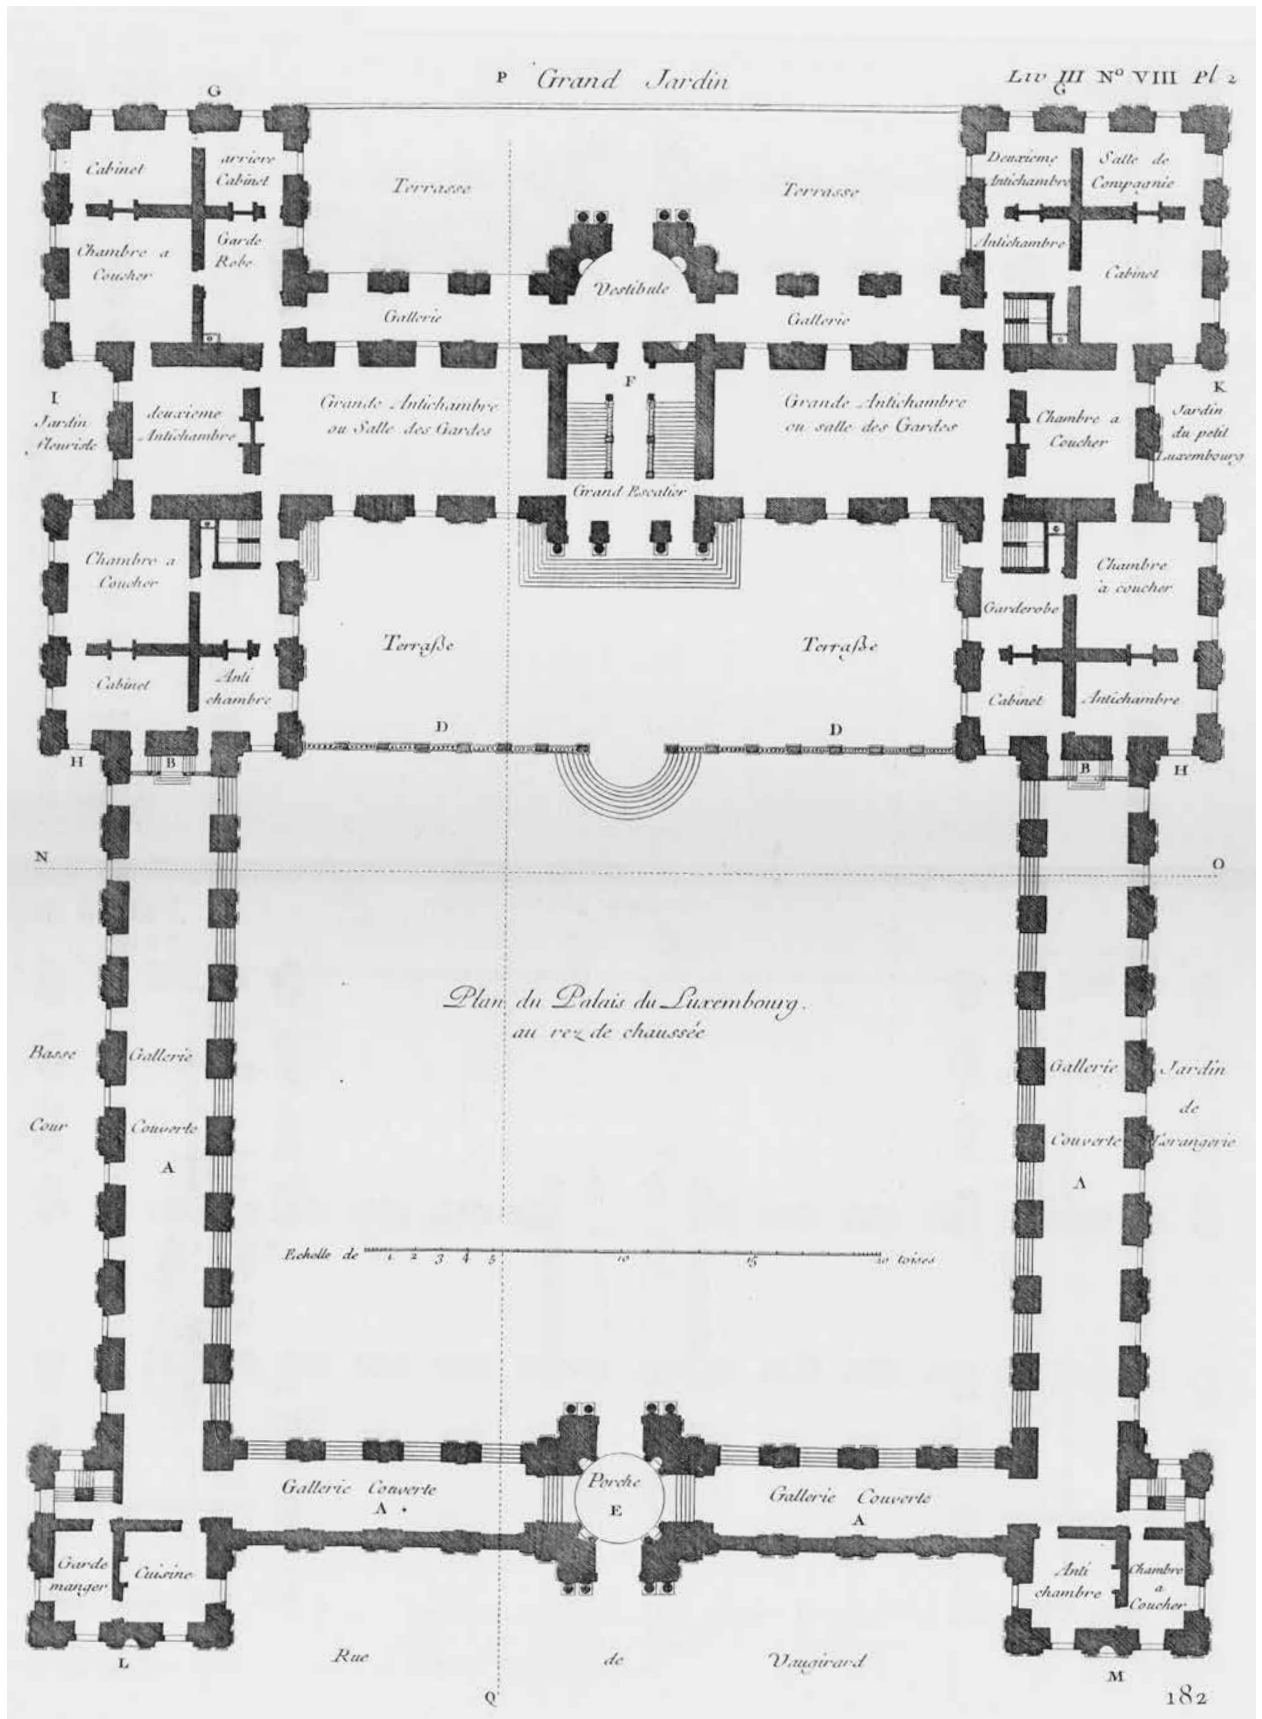 P Grand Jardin
Liv III Nº VIII Pl 2
G
G
Cabinet
arriere
Cabinet
Terrasse
Terrasse
Deuxieme
Antichambre
Salle de
Compagnie
Chambre a
Coucher
Garde
Robe
Vestibule
Antichambre
Cabinet
Gallerie
Gallerie
I
Jardin
fleuriste
deuxieme
Antichambre
Grande Antichambre
ou Salle des Gardes
F
Grande Antichambre
ou salle des Gardes
Chambre a
Coucher
K
Jardin
du petit
Luxembourg
Grand Escalier
Chambre a
Coucher
Chambre
a coucher
Garderobe
Terraſse
Terraſse
Cabinet
Anti
chambre
Cabinet
Antichambre
D
D
H
B
B
H
N
O
Plan du Palais du Luxembourg.
au rez de chaussée
Basse
Cour
Gallerie
Couverte
A
Gallerie
Couverte
A
Jardin
de
L'orangerie
Echelle de 1 2 3 4 5 10 15 20 toises
Gallerie Couverte
A
Porche
E
Gallerie Couverte
A
Garde
manger
Cuisine
Anti
chambre
Chambre
a
Coucher
L
Rue de Vaugirard
M
Q
182